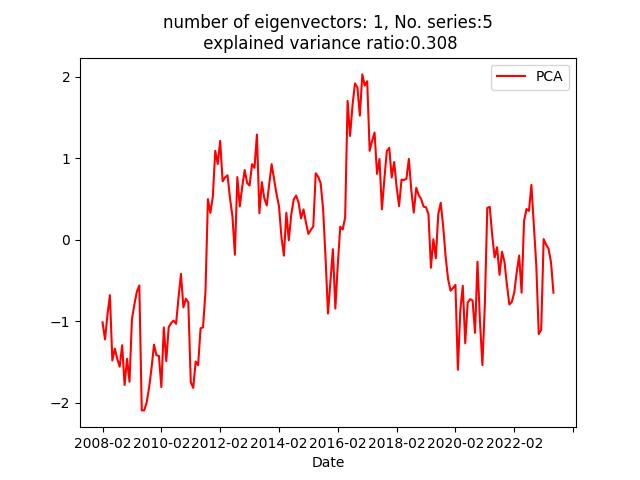 number of eigenvectors: 1, No. series:5
explained variance ratio:0.308
PCA
2
1
0
−1
−2
2008-02 2010-02 2012-02 2014-02 2016-02 2018-02 2020-02 2022-02
Date